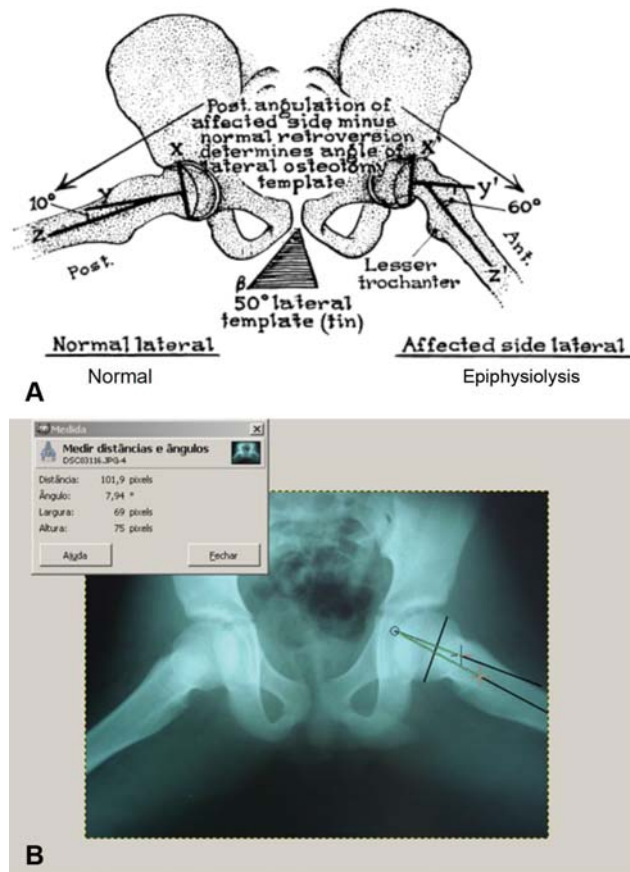 Post. angulation of
affected side minus
normal retroversion
determines angle of
lateral osteotomy
template
X
X'
10°
Y
Z
y'
60°
z'
Post.
Ant.
Lesser
trochanter
β
50° lateral
template (tin)
Normal lateral
Affected side lateral
A
Normal
Epiphysiolysis
Medida
Medir distâncias e ângulos
DSC03116.JPG-4
Distância: 101,9 pixels
Ângulo: 7,94 °
Largura: 69 pixels
Altura: 75 pixels
Ajuda
Fechar
B